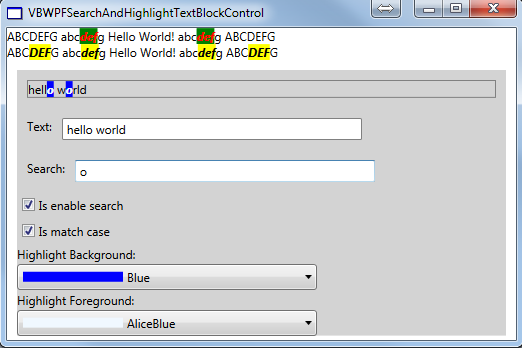 VBWPFSearchAndHighlightTextBlockControl
ABCDEFG abcdefg Hello World! abcdefg ABCDEFG
ABCDEFG abcdefg Hello World! abcdefg ABCDEFG
hello world
Text: hello world
Search: o
Is enable search
Is match case
Highlight Background:
Blue
Highlight Foreground:
AliceBlue